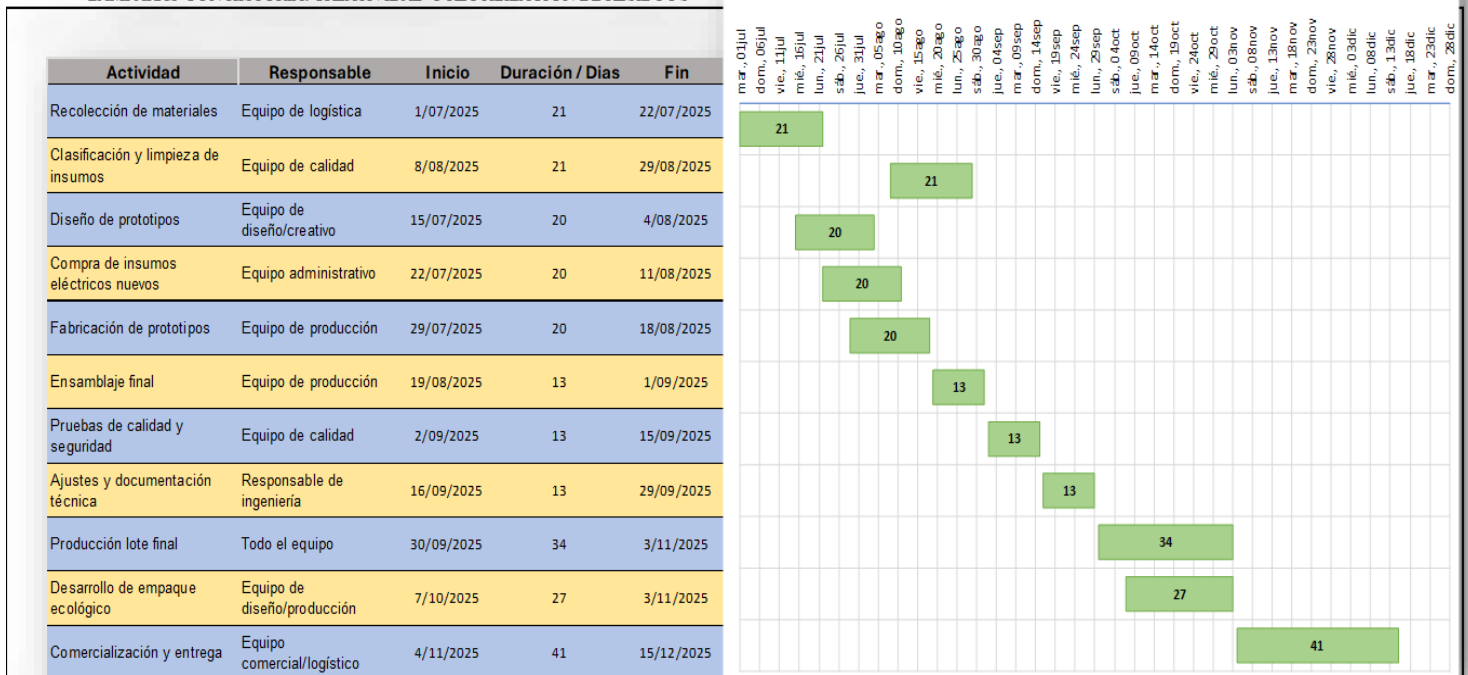 Actividad Responsable Inicio Duración / Dias Fin
Recolección de materiales Equipo de logística 1/07/2025 21 22/07/2025
Clasificación y limpieza de insumos Equipo de calidad 8/08/2025 21 29/08/2025
Diseño de prototipos Equipo de diseño/creativo 15/07/2025 20 4/08/2025
Compra de insumos eléctricos nuevos Equipo administrativo 22/07/2025 20 11/08/2025
Fabricación de prototipos Equipo de producción 29/07/2025 20 18/08/2025
Ensamblaje final Equipo de producción 19/08/2025 13 1/09/2025
Pruebas de calidad y seguridad Equipo de calidad 2/09/2025 13 15/09/2025
Ajustes y documentación técnica Responsable de ingeniería 16/09/2025 13 29/09/2025
Producción lote final Todo el equipo 30/09/2025 34 3/11/2025
Desarrollo de empaque ecológico Equipo de diseño/producción 7/10/2025 27 3/11/2025
Comercialización y entrega Equipo comercial/logístico 4/11/2025 41 15/12/2025
mar., 01jul
dom., 06jul
vie., 11jul
mié., 16jul
lun., 21jul
sáb., 26jul
jue., 31jul
mar., 05ago
dom., 10ago
vie., 15ago
mié., 20ago
lun., 25ago
sáb., 30ago
jue., 04sep
mar., 09sep
dom., 14sep
vie., 19sep
mié., 24sep
lun., 29sep
sáb., 04oct
jue., 09oct
mar., 14oct
dom., 19oct
vie., 24oct
mié., 29oct
lun., 03nov
sáb., 08nov
jue., 13nov
mar., 18nov
dom., 23nov
vie., 28nov
mié., 03dic
lun., 08dic
sáb., 13dic
jue., 18dic
mar., 23dic
dom., 28dic
21
21
20
20
20
13
13
13
34
27
41